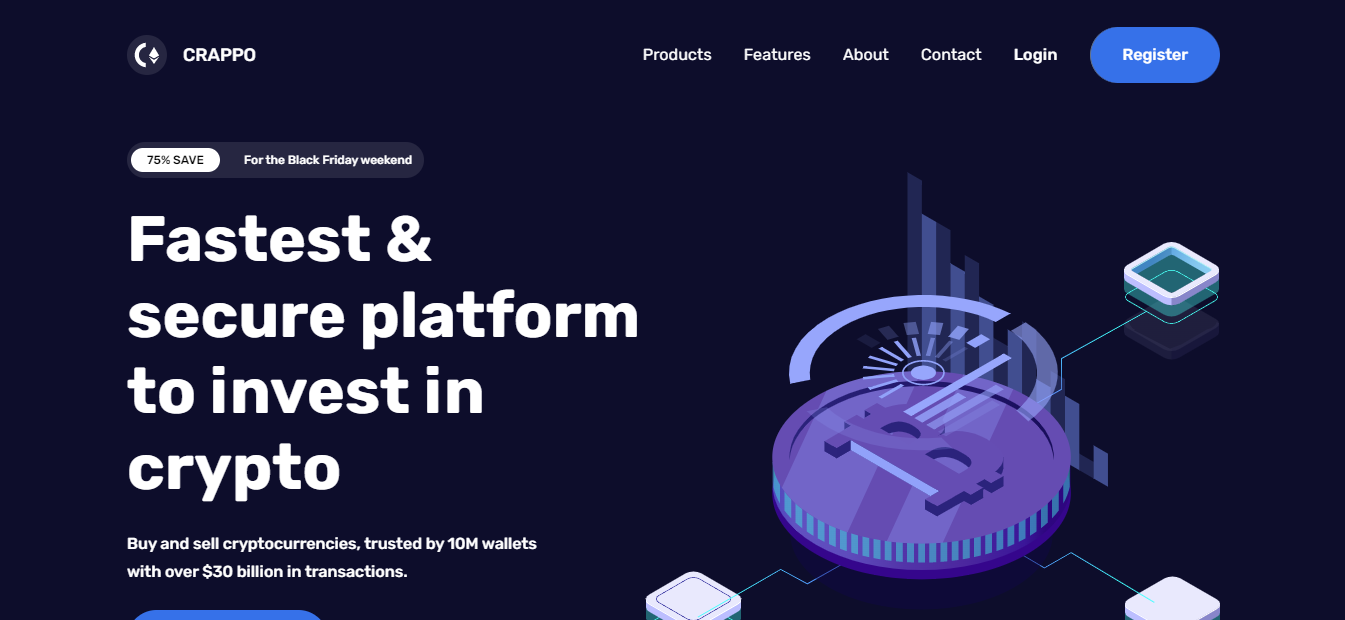 CRAPPO
Products
Features
About
Contact
Login
Register
75% SAVE
For the Black Friday weekend
Fastest &
secure platform
to invest in
crypto
Buy and sell cryptocurrencies, trusted by 10M wallets
with over $30 billion in transactions.